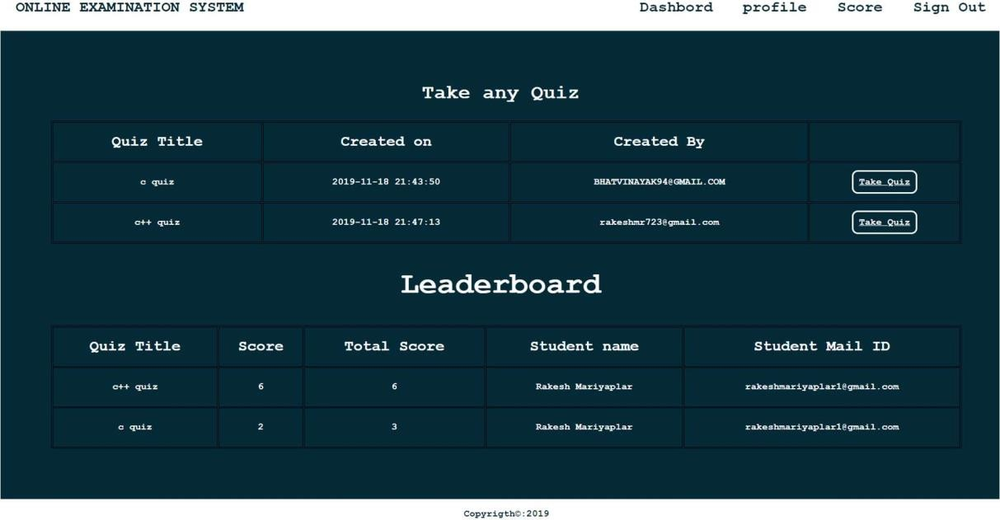 ONLINE EXAMINATION SYSTEM Dashbord profile Score Sign Out
Take any Quiz
Quiz Title Created on Created By
c quiz 2019-11-18 21:43:50 BHATVINAYAK94@GMAIL.COM Take Quiz
c++ quiz 2019-11-18 21:47:13 rakeshmr723@gmail.com Take Quiz
Leaderboard
Quiz Title Score Total Score Student name Student Mail ID
c++ quiz 6 6 Rakesh Mariyaplar rakeshmariyaplar1@gmail.com
c quiz 2 3 Rakesh Mariyaplar rakeshmariyaplar1@gmail.com
Copyrigth©:2019